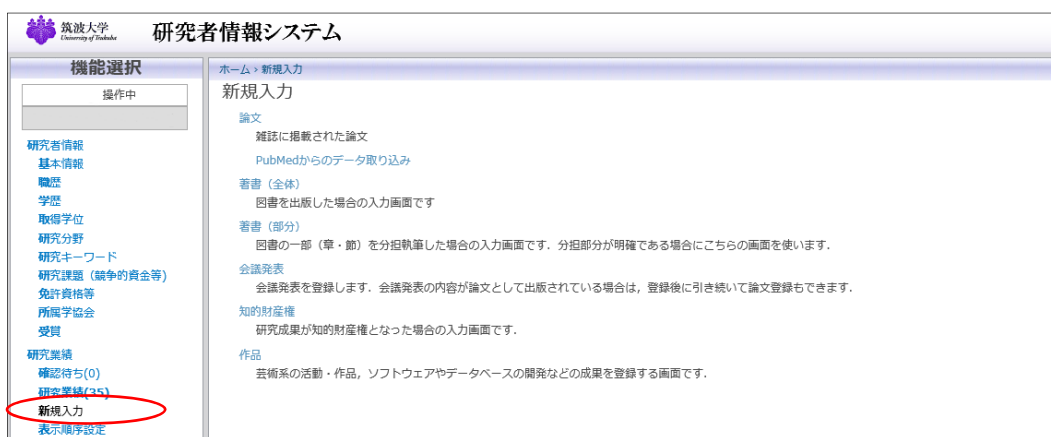 筑波大学
University of Tsukuba
研究者情報システム
機能選択
操作中
研究者情報
基本情報
職歴
学歴
取得学位
研究分野
研究キーワード
研究課題（競争的資金等)
免許資格等
所属学協会
受賞
研究業績
確認待ち(0)
研究業績(35)
新規入力
表示順序設定
ホーム › 新規入力
新規入力
論文
雑誌に掲載された論文
PubMedからのデータ取り込み
著書（全体）
図書を出版した場合の入力画面です
著書（部分）
図書の一部（章・節）を分担執筆した場合の入力画面です．分担部分が明確である場合にこちらの画面を使います．
会議発表
会議発表を登録します．会議発表の内容が論文として出版されている場合は，登録後に引き続いて論文登録もできます．
知的財産権
研究成果が知的財産権となった場合の入力画面です．
作品
芸術系の活動・作品，ソフトウェアやデータベースの開発などの成果を登録する画面です．